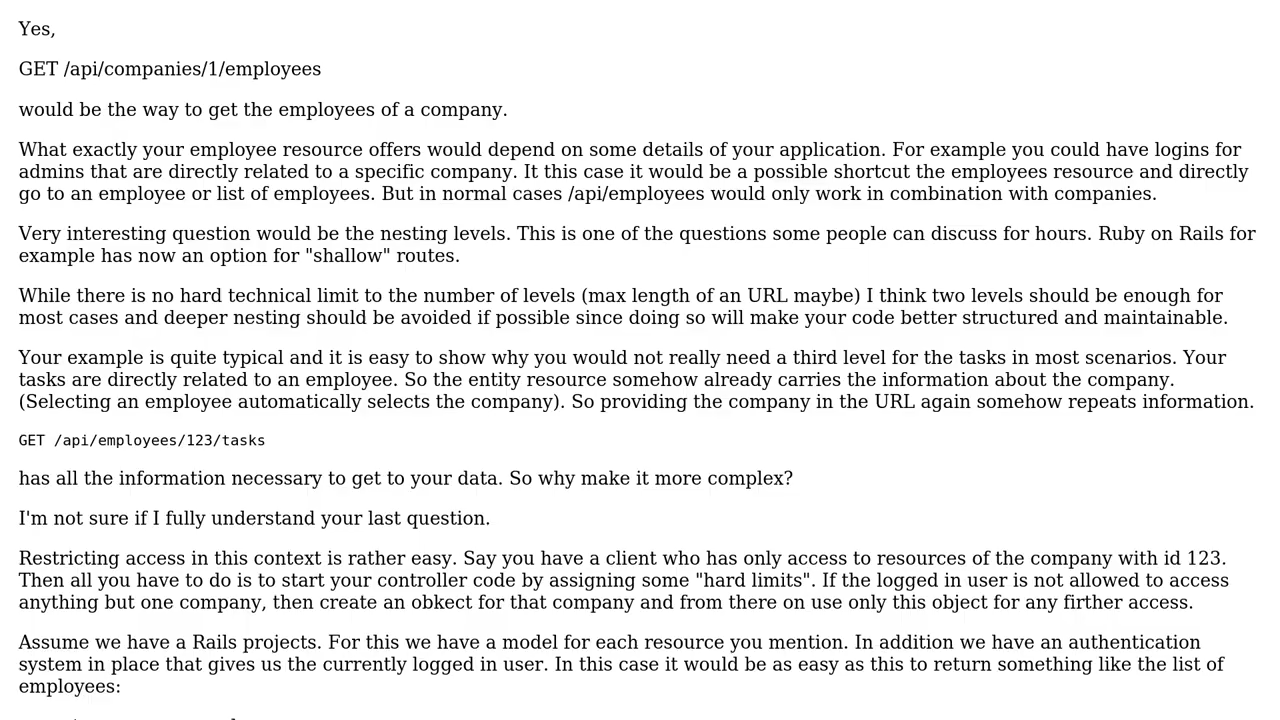 Yes,
GET /api/companies/1/employees
would be the way to get the employees of a company.
What exactly your employee resource offers would depend on some details of your application. For example you could have logins for
admins that are directly related to a specific company. It this case it would be a possible shortcut the employees resource and directly
go to an employee or list of employees. But in normal cases /api/employees would only work in combination with companies.
Very interesting question would be the nesting levels. This is one of the questions some people can discuss for hours. Ruby on Rails for
example has now an option for "shallow" routes.
While there is no hard technical limit to the number of levels (max length of an URL maybe) I think two levels should be enough for
most cases and deeper nesting should be avoided if possible since doing so will make your code better structured and maintainable.
Your example is quite typical and it is easy to show why you would not really need a third level for the tasks in most scenarios. Your
tasks are directly related to an employee. So the entity resource somehow already carries the information about the company.
(Selecting an employee automatically selects the company). So providing the company in the URL again somehow repeats information.
GET /api/employees/123/tasks
has all the information necessary to get to your data. So why make it more complex?
I'm not sure if I fully understand your last question.
Restricting access in this context is rather easy. Say you have a client who has only access to resources of the company with id 123.
Then all you have to do is to start your controller code by assigning some "hard limits". If the logged in user is not allowed to access
anything but one company, then create an obkect for that company and from there on use only this object for any firther access.
Assume we have a Rails projects. For this we have a model for each resource you mention. In addition we have an authentication
system in place that gives us the currently logged in user. In this case it would be as easy as this to return something like the list of
employees: